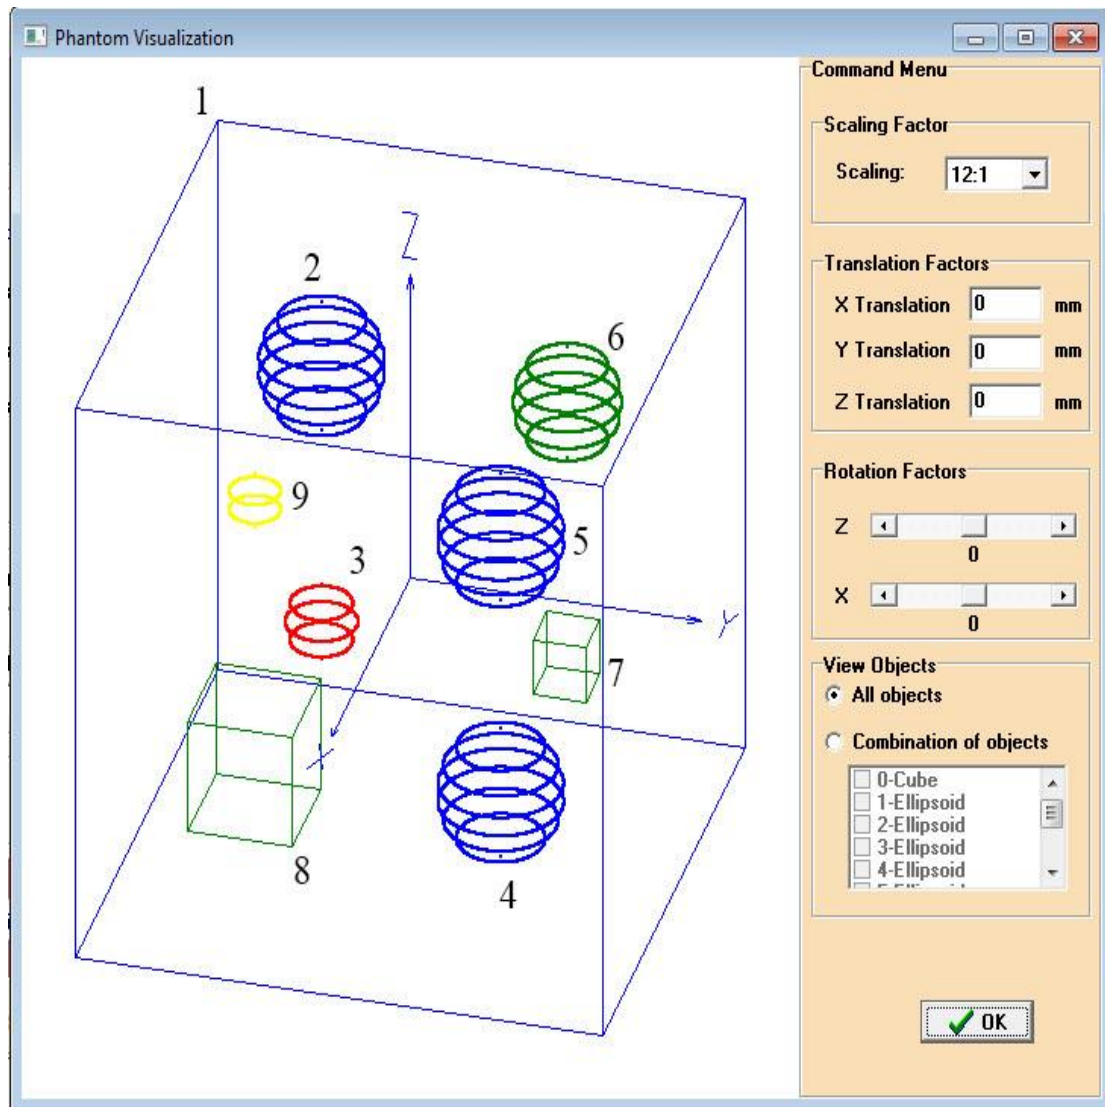 Phantom Visualization
1
Z
2
6
9
5
3
Y
7
X
8
4
Command Menu
Scaling Factor
Scaling: 12:1
Translation Factors
X Translation 0 mm
Y Translation 0 mm
Z Translation 0 mm
Rotation Factors
Z
0
X
0
View Objects
All objects
Combination of objects
0-Cube
1-Ellipsoid
2-Ellipsoid
3-Ellipsoid
4-Ellipsoid
OK